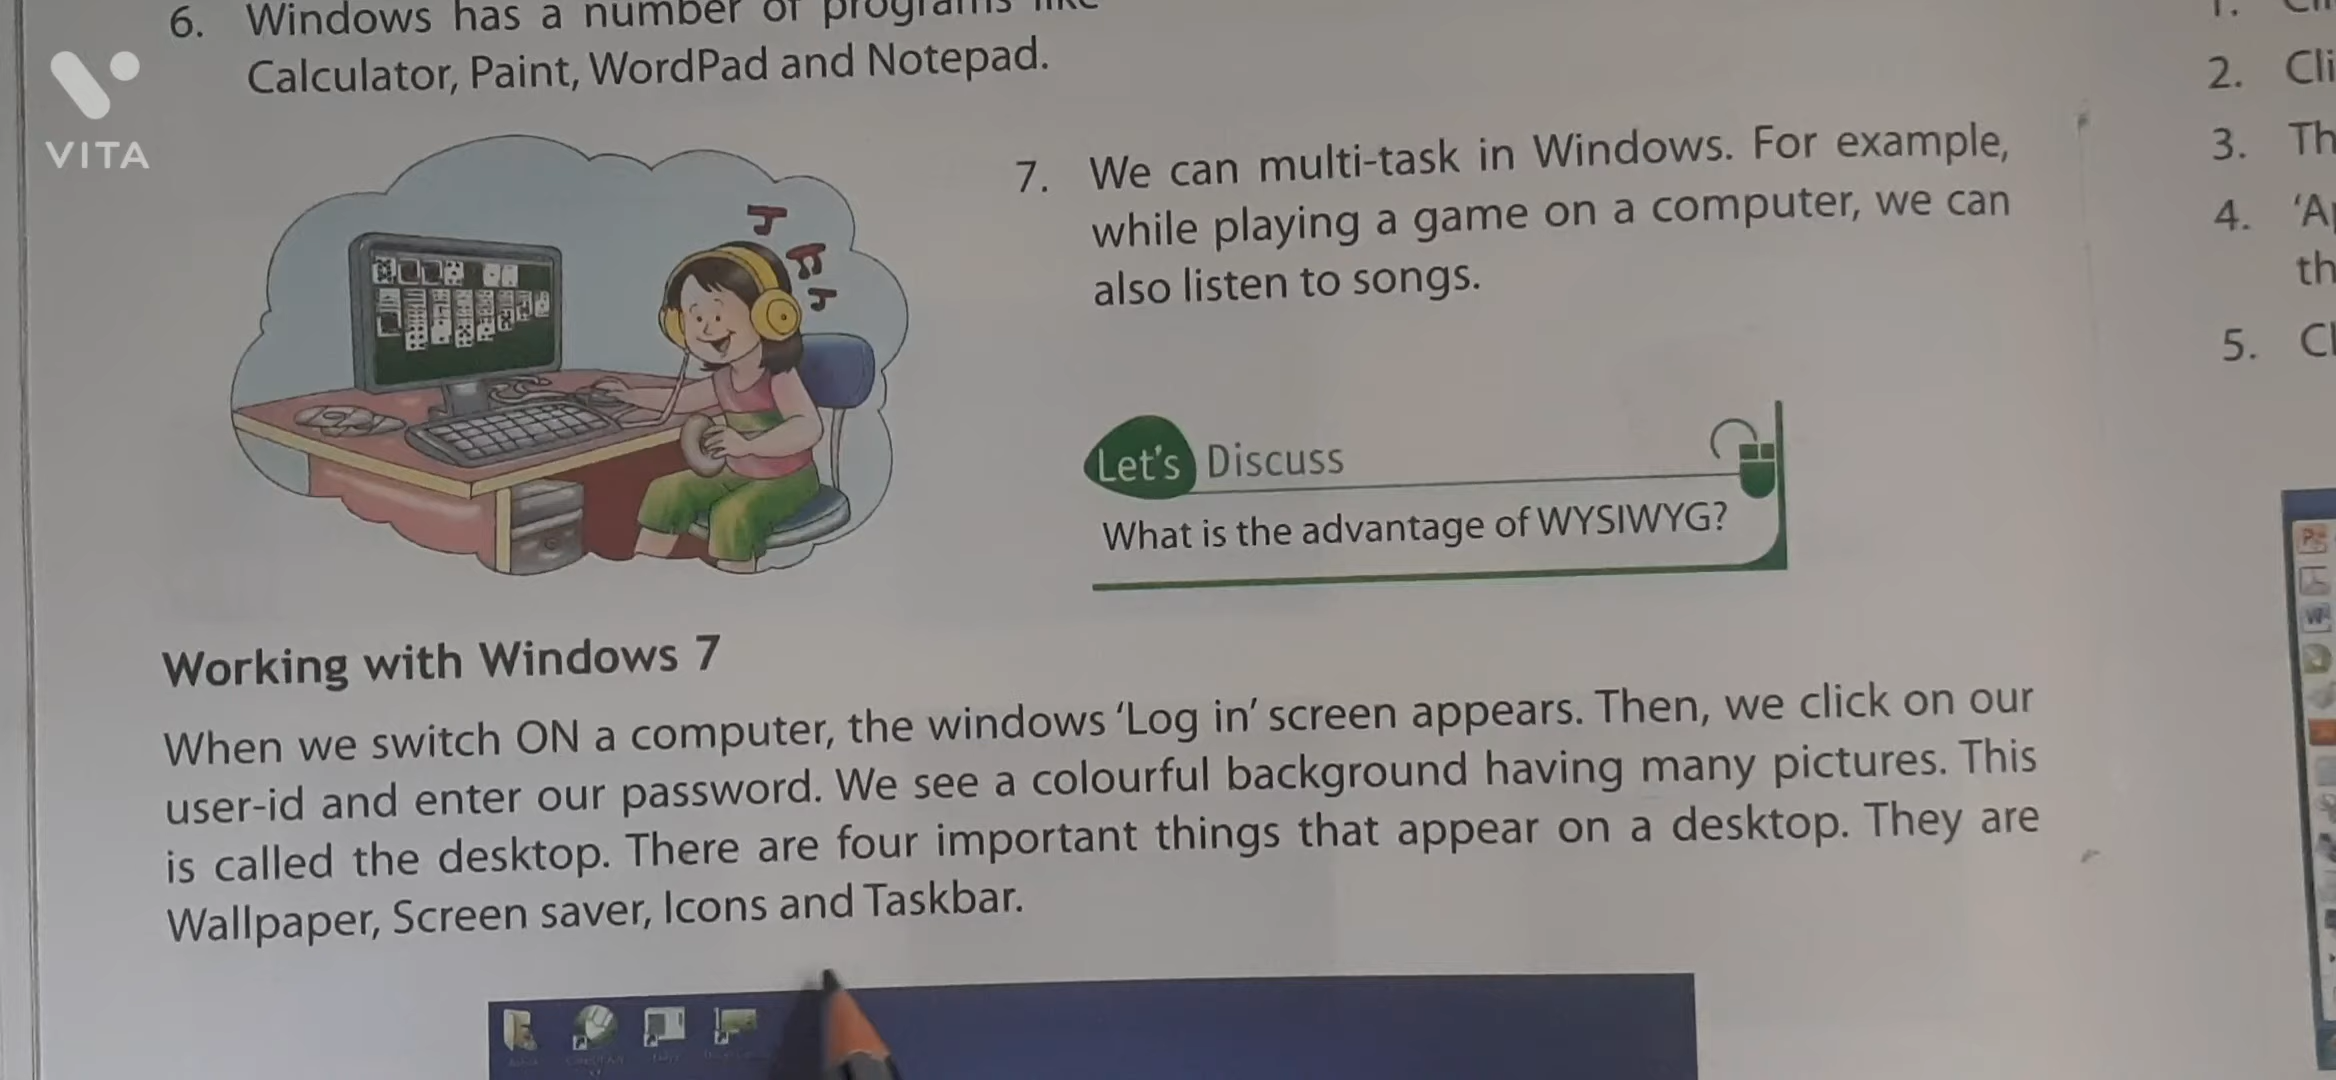 6. Windows has a number of programs like
Calculator, Paint, WordPad and Notepad.
VITA
7. We can multi-task in Windows. For example,
while playing a game on a computer, we can
also listen to songs.
Let's Discuss
What is the advantage of WYSIWYG?
Working with Windows 7
When we switch ON a computer, the windows ‘Log in’ screen appears. Then, we click on our
user-id and enter our password. We see a colourful background having many pictures. This
is called the desktop. There are four important things that appear on a desktop. They are
Wallpaper, Screen saver, Icons and Taskbar.
1.
2.
3.
4.
5.